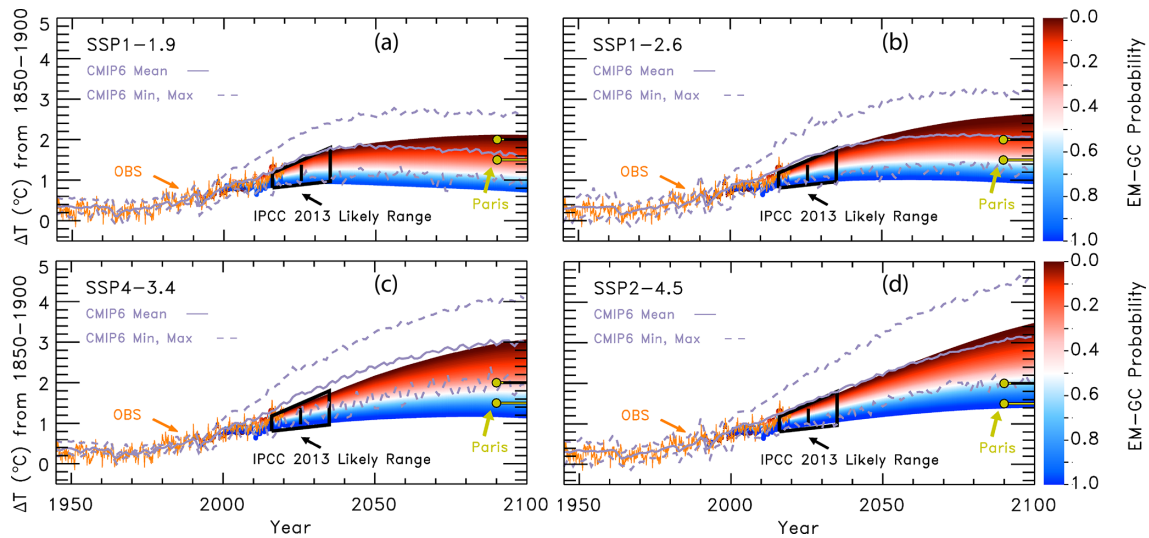 SSP1−1.9
(a)
CMIP6 Mean
CMIP6 Min, Max
OBS
Paris
IPCC 2013 Likely Range
SSP1−2.6
(b)
CMIP6 Mean
CMIP6 Min, Max
OBS
Paris
IPCC 2013 Likely Range
ΔT (°C) from 1850−1900
5
4
3
2
1
0
0.0
0.2
0.4
0.6
0.8
1.0
EM−GC Probability
SSP4−3.4
(c)
CMIP6 Mean
CMIP6 Min, Max
OBS
Paris
IPCC 2013 Likely Range
SSP2−4.5
(d)
CMIP6 Mean
CMIP6 Min, Max
OBS
Paris
IPCC 2013 Likely Range
ΔT (°C) from 1850−1900
5
4
3
2
1
0
0.0
0.2
0.4
0.6
0.8
1.0
EM−GC Probability
1950 2000 2050 2100
Year
1950 2000 2050 2100
Year